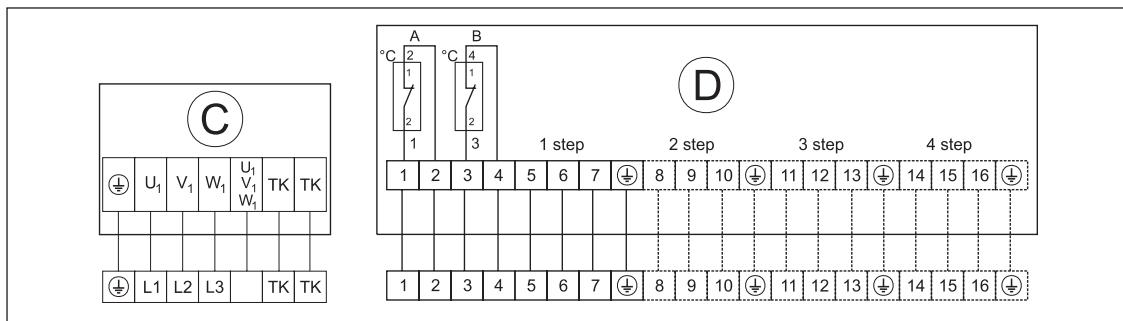 A B
°C 2 °C 4
1 1
C D
2 2
1 3 1 step 2 step 3 step 4 step
⏚ U₁ V₁ W₁ U₁ V₁ W₁ TK TK
1 2 3 4 5 6 7 ⏚ 8 9 10 ⏚ 11 12 13 ⏚ 14 15 16 ⏚
⏚ L1 L2 L3 TK TK
1 2 3 4 5 6 7 ⏚ 8 9 10 ⏚ 11 12 13 ⏚ 14 15 16 ⏚